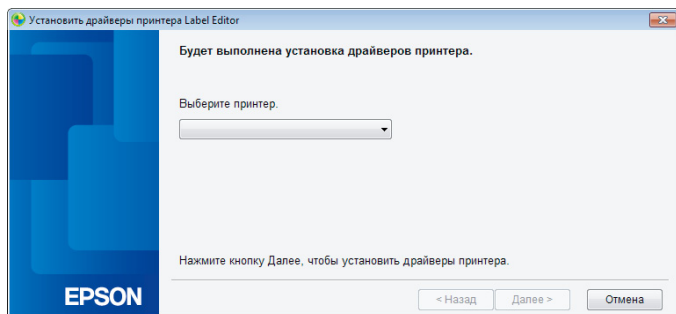 Установить драйверы принтера Label Editor
Будет выполнена установка драйверов принтера.
Выберите принтер.
Нажмите кнопку Далее, чтобы установить драйверы принтера.
EPSON
< Назад
Далее >
Отмена